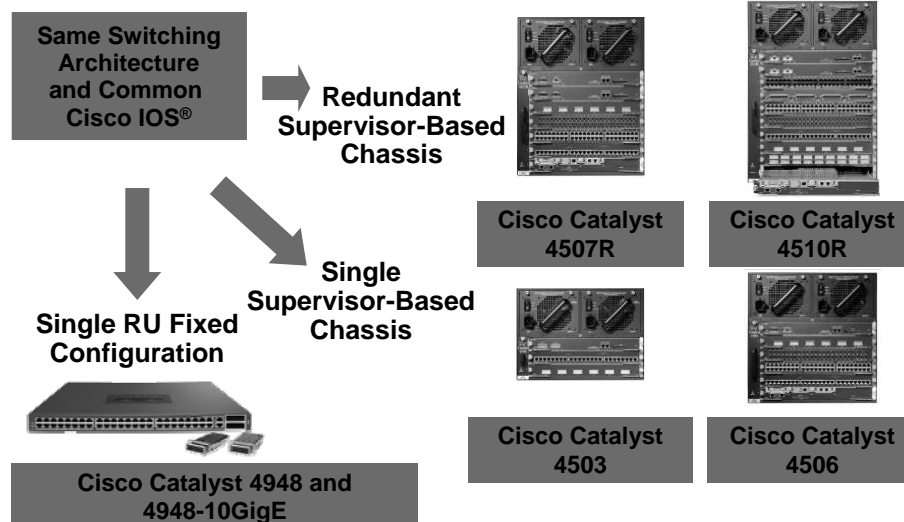 Same Switching
Architecture
and Common
Cisco IOS®
Redundant
Supervisor-Based
Chassis
Cisco Catalyst
4507R
Cisco Catalyst
4510R
Single
Supervisor-Based
Chassis
Single RU Fixed
Configuration
Cisco Catalyst
4503
Cisco Catalyst
4506
Cisco Catalyst 4948 and
4948-10GigE